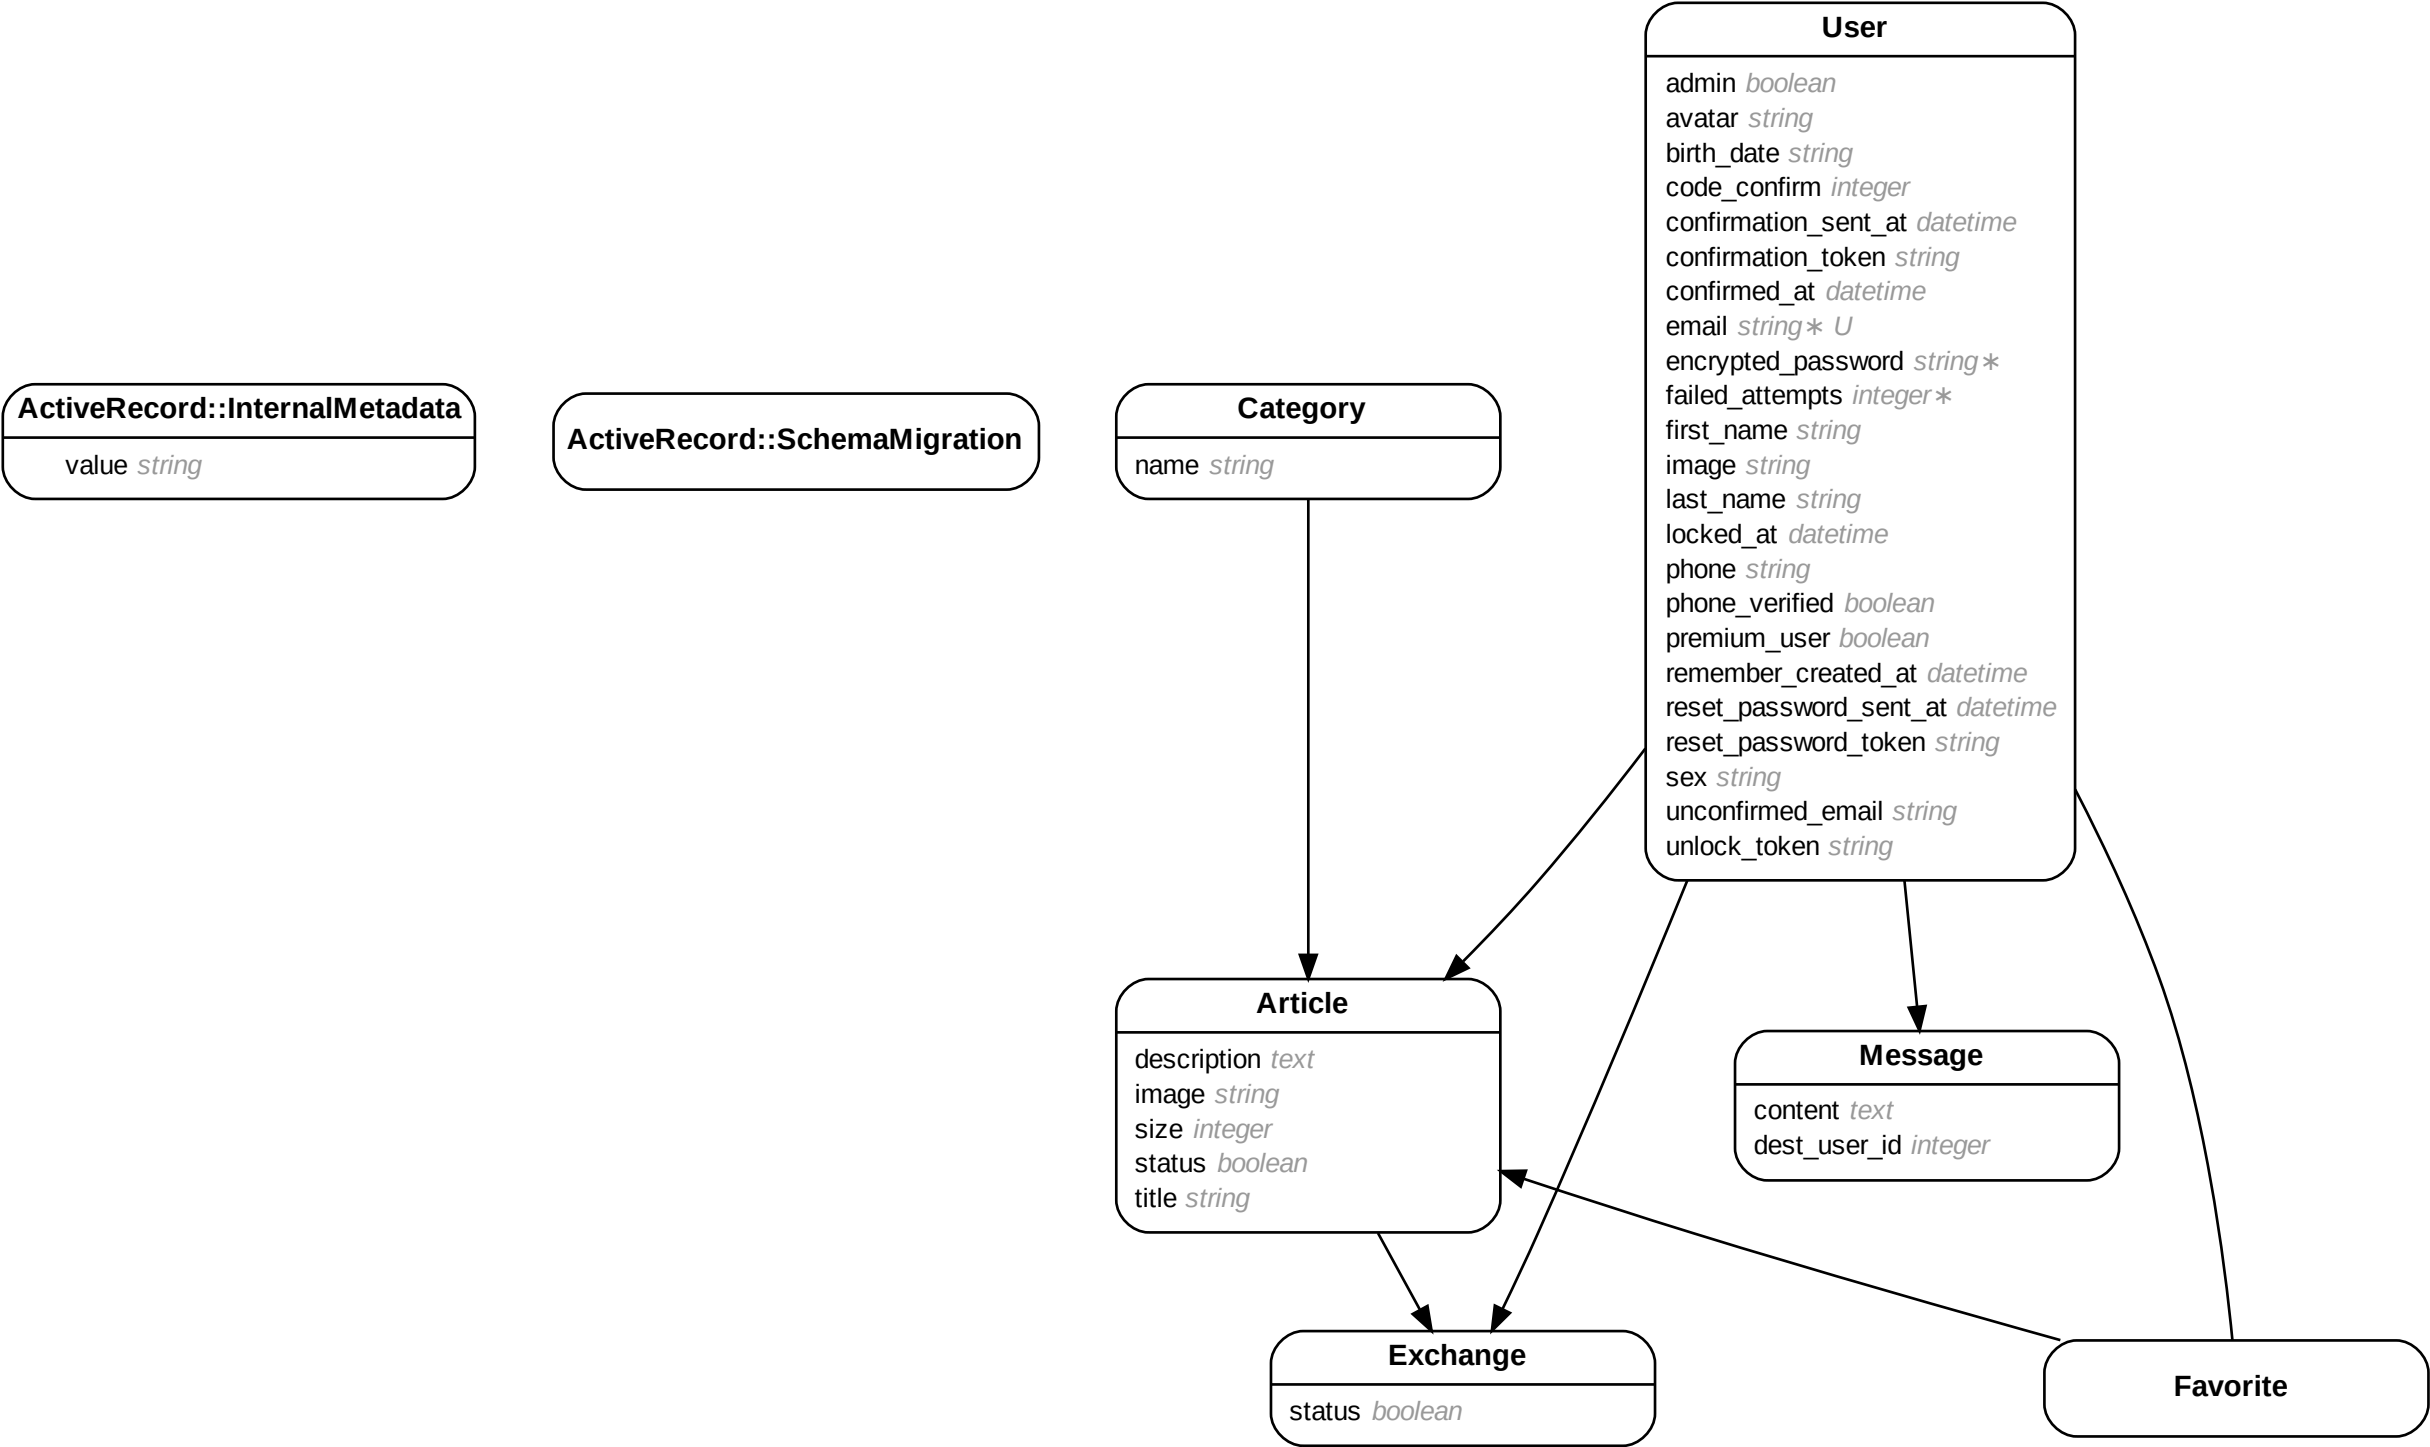 User
admin boolean
avatar string
birth_date string
code_confirm integer
confirmation_sent_at datetime
confirmation_token string
confirmed_at datetime
email string∗ U
encrypted_password string∗
failed_attempts integer∗
first_name string
image string
last_name string
locked_at datetime
phone string
phone_verified boolean
premium_user boolean
remember_created_at datetime
reset_password_sent_at datetime
reset_password_token string
sex string
unconfirmed_email string
unlock_token string
ActiveRecord::InternalMetadata
value string
ActiveRecord::SchemaMigration
Category
name string
Article
description text
image string
size integer
status boolean
title string
Message
content text
dest_user_id integer
Exchange
status boolean
Favorite